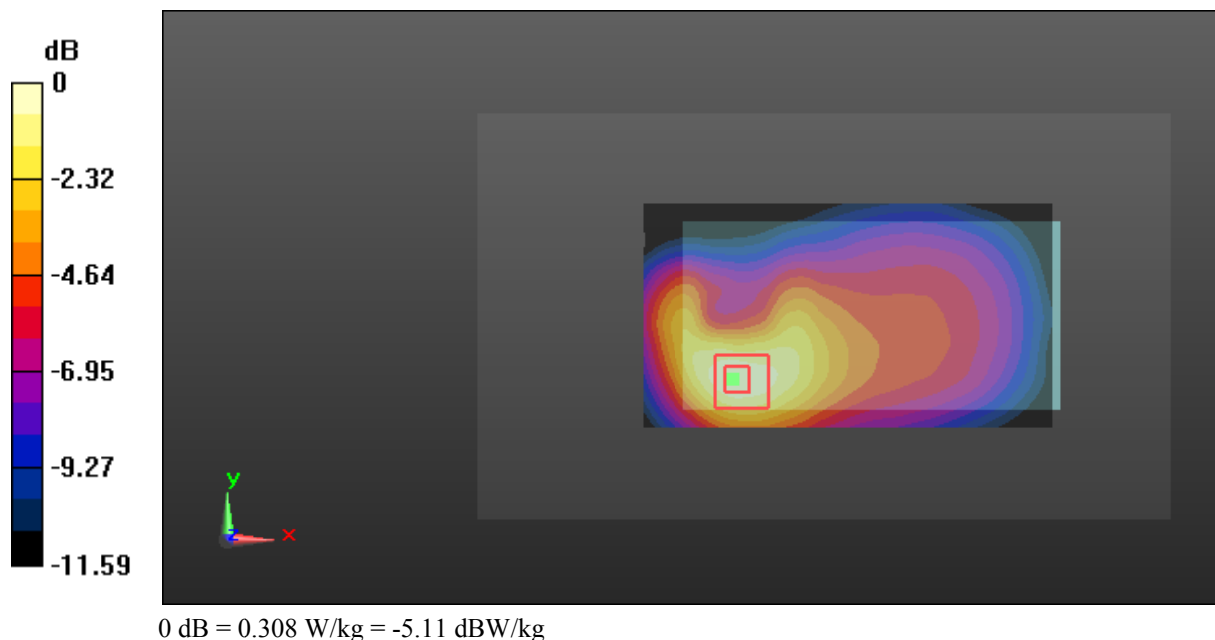 dB
0
-2.32
-4.64
-6.95
-9.27
-11.59
y
z
x
0 dB = 0.308 W/kg = -5.11 dBW/kg